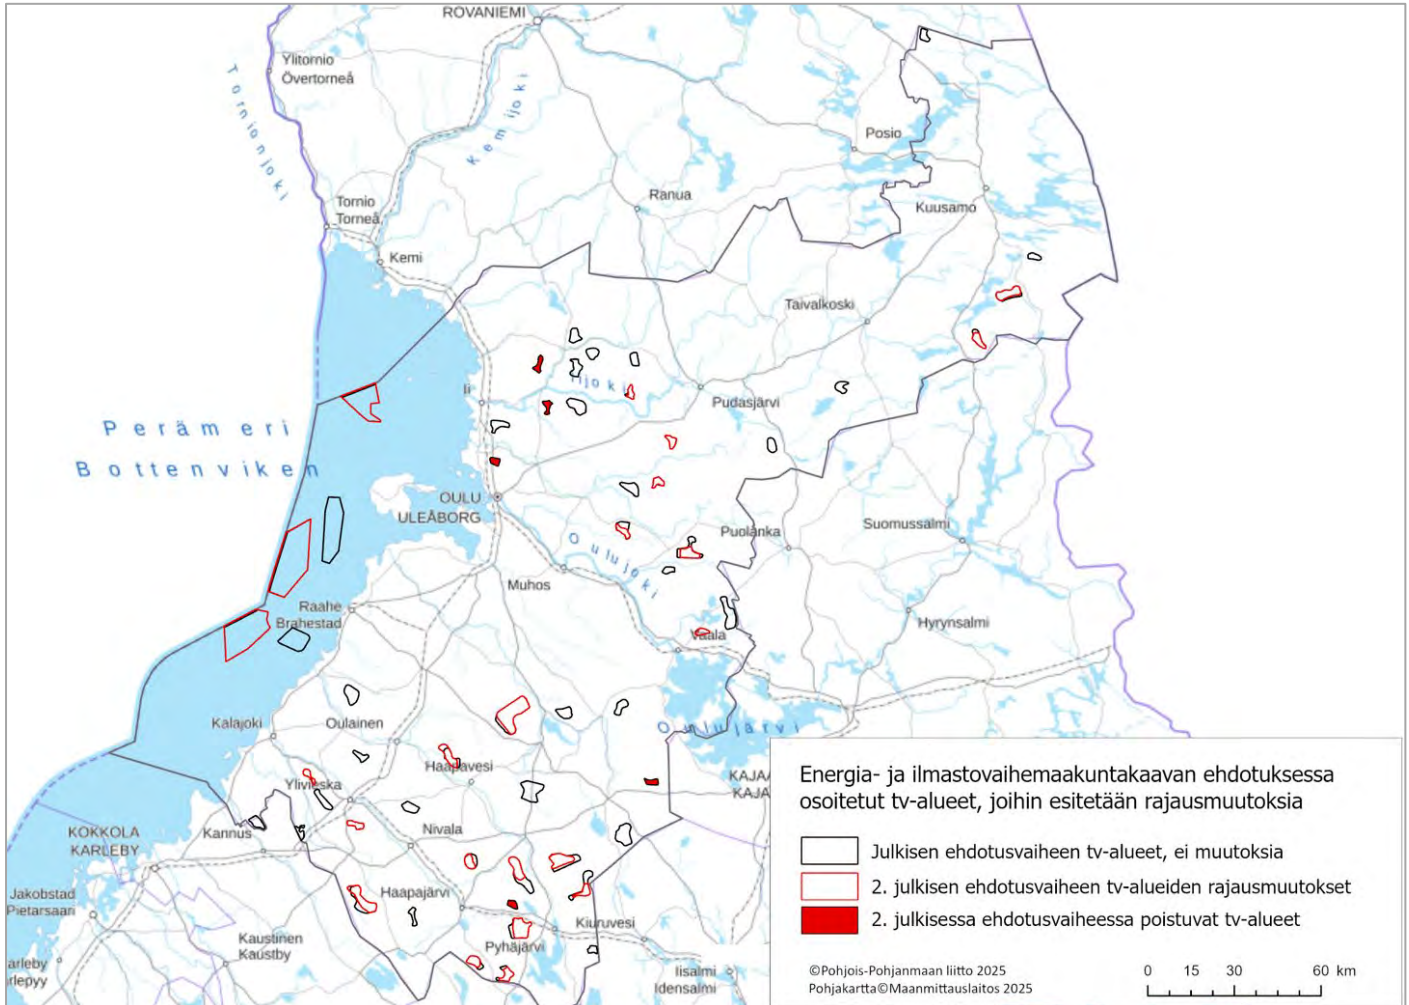 ROVANIEMI
Ylitornio
Övertorneå
Tornionjoki
Kemijoki
Posio
Ranua
Tornio
Torneå
Kuusamo
Kemi
Taivalkoski
Ii
Iijoki
Pudasjärvi
Perämeri
Bottenviken
OULU
ULEÅBORG
Puolanka
Suomussalmi
Oulujoki
Muhos
Raahe
Brahestad
Hyrynsalmi
Vaala
Kalajoki
Oulainen
Oulujärvi
Haapavesi
KAJAA
KAJA
Ylivieska
KOKKOLA
KARLEBY
Kannus
Nivala
Jakobstad
Pietarsaari
Haapajärvi
Kiuruvesi
Kaustinen
Kaustby
Pyhäjärvi
arleby
rlepyy
Iisalmi
Idensalmi
Energia- ja ilmastovaihemaakuntakaavan ehdotuksessa
osoitetut tv-alueet, joihin esitetään rajausmuutoksia
Julkisen ehdotusvaiheen tv-alueet, ei muutoksia
2. julkisen ehdotusvaiheen tv-alueiden rajausmuutokset
2. julkisessa ehdotusvaiheessa poistuvat tv-alueet
©Pohjois-Pohjanmaan liitto 2025
Pohjakartta©Maanmittauslaitos 2025
0 15 30 60 km